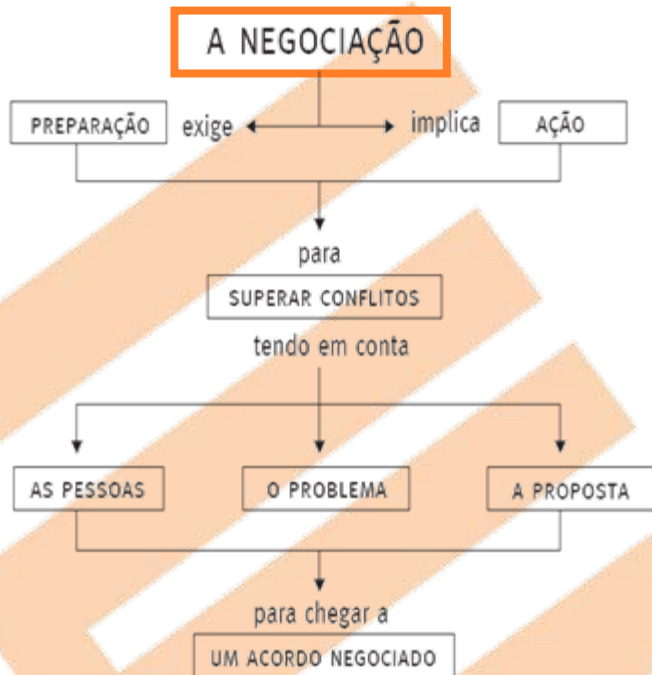 A NEGOCIAÇÃO
PREPARAÇÃO exige implica AÇÃO
para
SUPERAR CONFLITOS
tendo em conta
AS PESSOAS O PROBLEMA A PROPOSTA
para chegar a
UM ACORDO NEGOCIADO